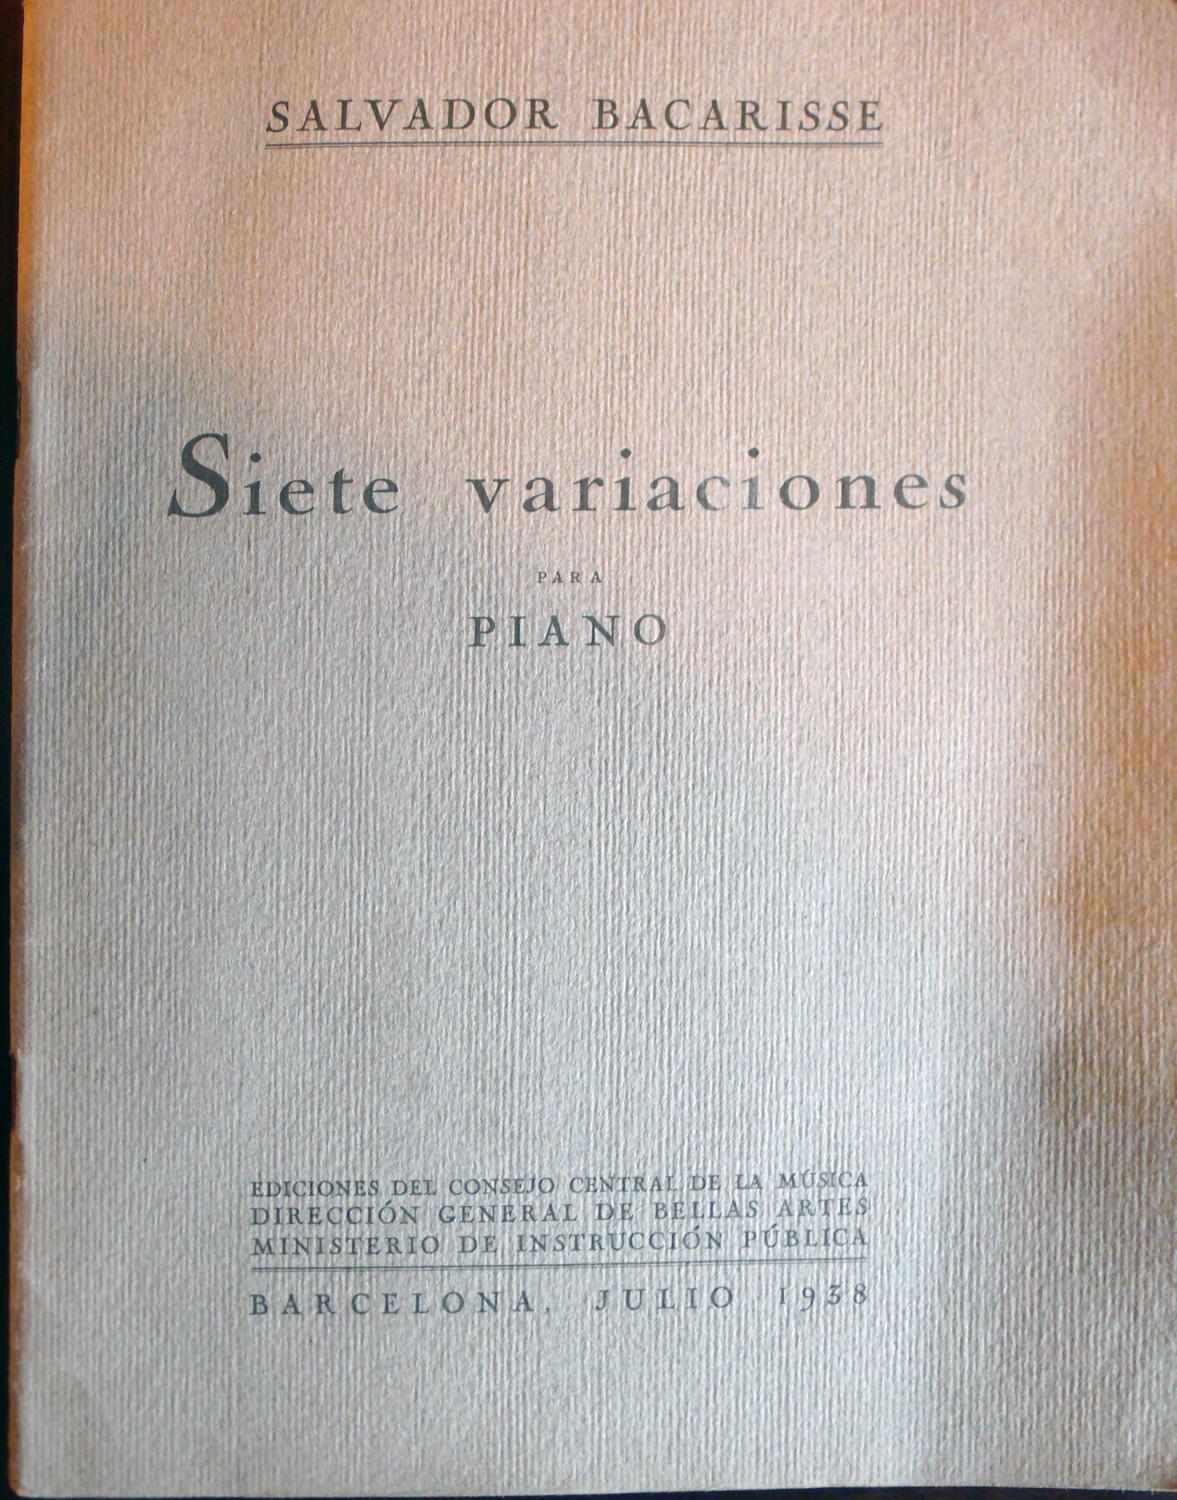 SALVADOR BACARISSE
Siete variaciones
PARA
PIANO
EDICIONES DEL CONSEJO CENTRAL DE LA MÚSICA
DIRECCIÓN GENERAL DE BELLAS ARTES
MINISTERIO DE INSTRUCCIÓN PÚBLICA
BARCELONA, JULIO 1938